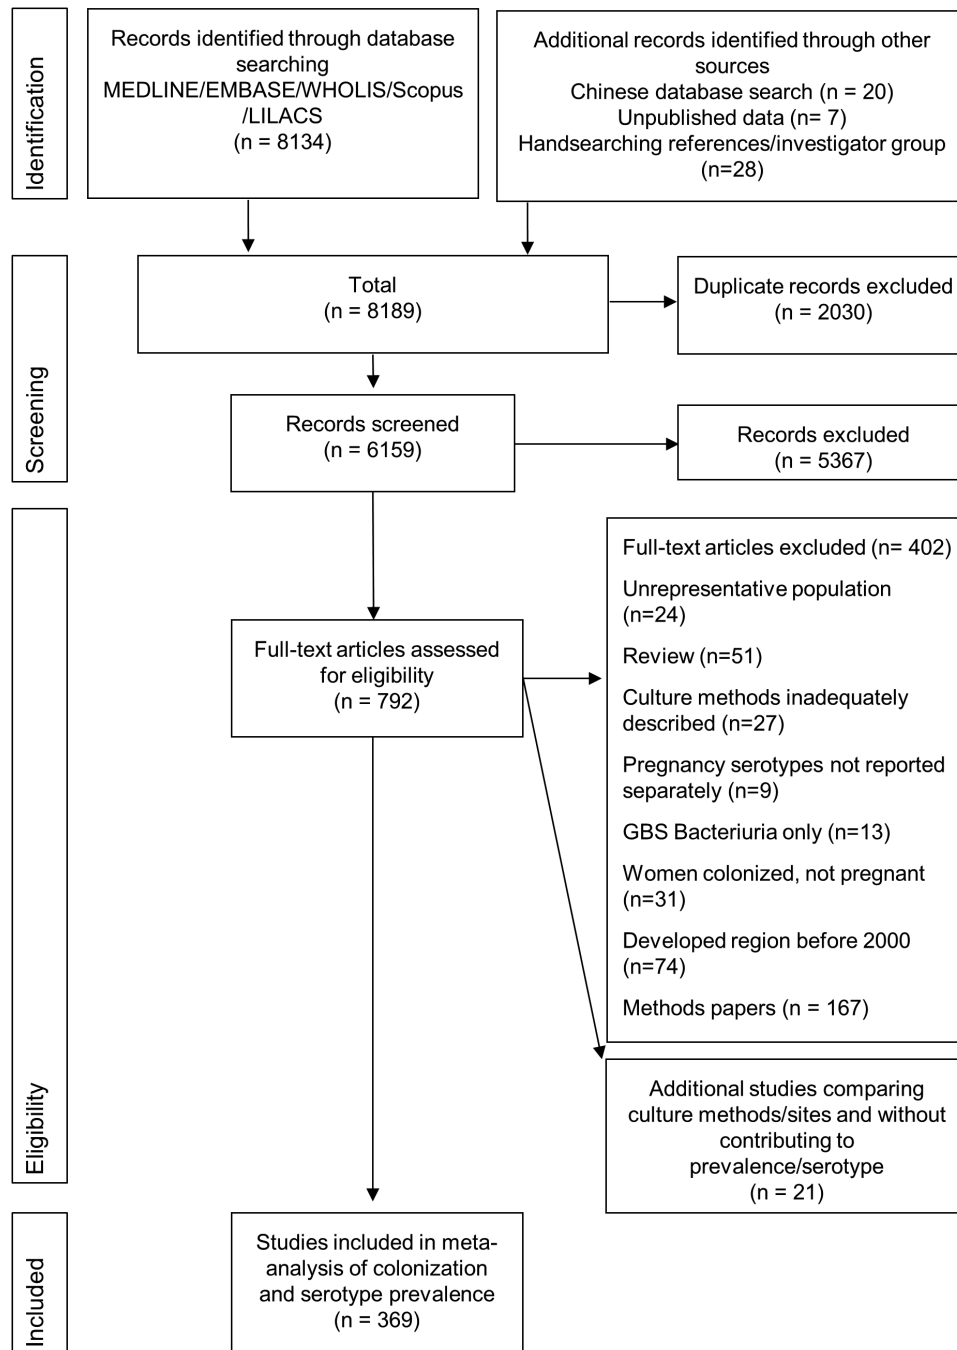 Identification
Records identified through database
searching
MEDLINE/EMBASE/WHOLIS/Scopus
/LILACS
(n = 8134)
Additional records identified through other
sources
Chinese database search (n = 20)
Unpublished data (n= 7)
Handsearching references/investigator group
(n=28)
Screening
Total
(n = 8189)
Duplicate records excluded
(n = 2030)
Records screened
(n = 6159)
Records excluded
(n = 5367)
Eligibility
Full-text articles assessed
for eligibility
(n = 792)
Full-text articles excluded (n= 402)
Unrepresentative population
(n=24)
Review (n=51)
Culture methods inadequately
described (n=27)
Pregnancy serotypes not reported
separately (n=9)
GBS Bacteriuria only (n=13)
Women colonized, not pregnant
(n=31)
Developed region before 2000
(n=74)
Methods papers (n = 167)
Additional studies comparing
culture methods/sites and without
contributing to
prevalence/serotype
(n = 21)
Included
Studies included in meta-
analysis of colonization
and serotype prevalence
(n = 369)